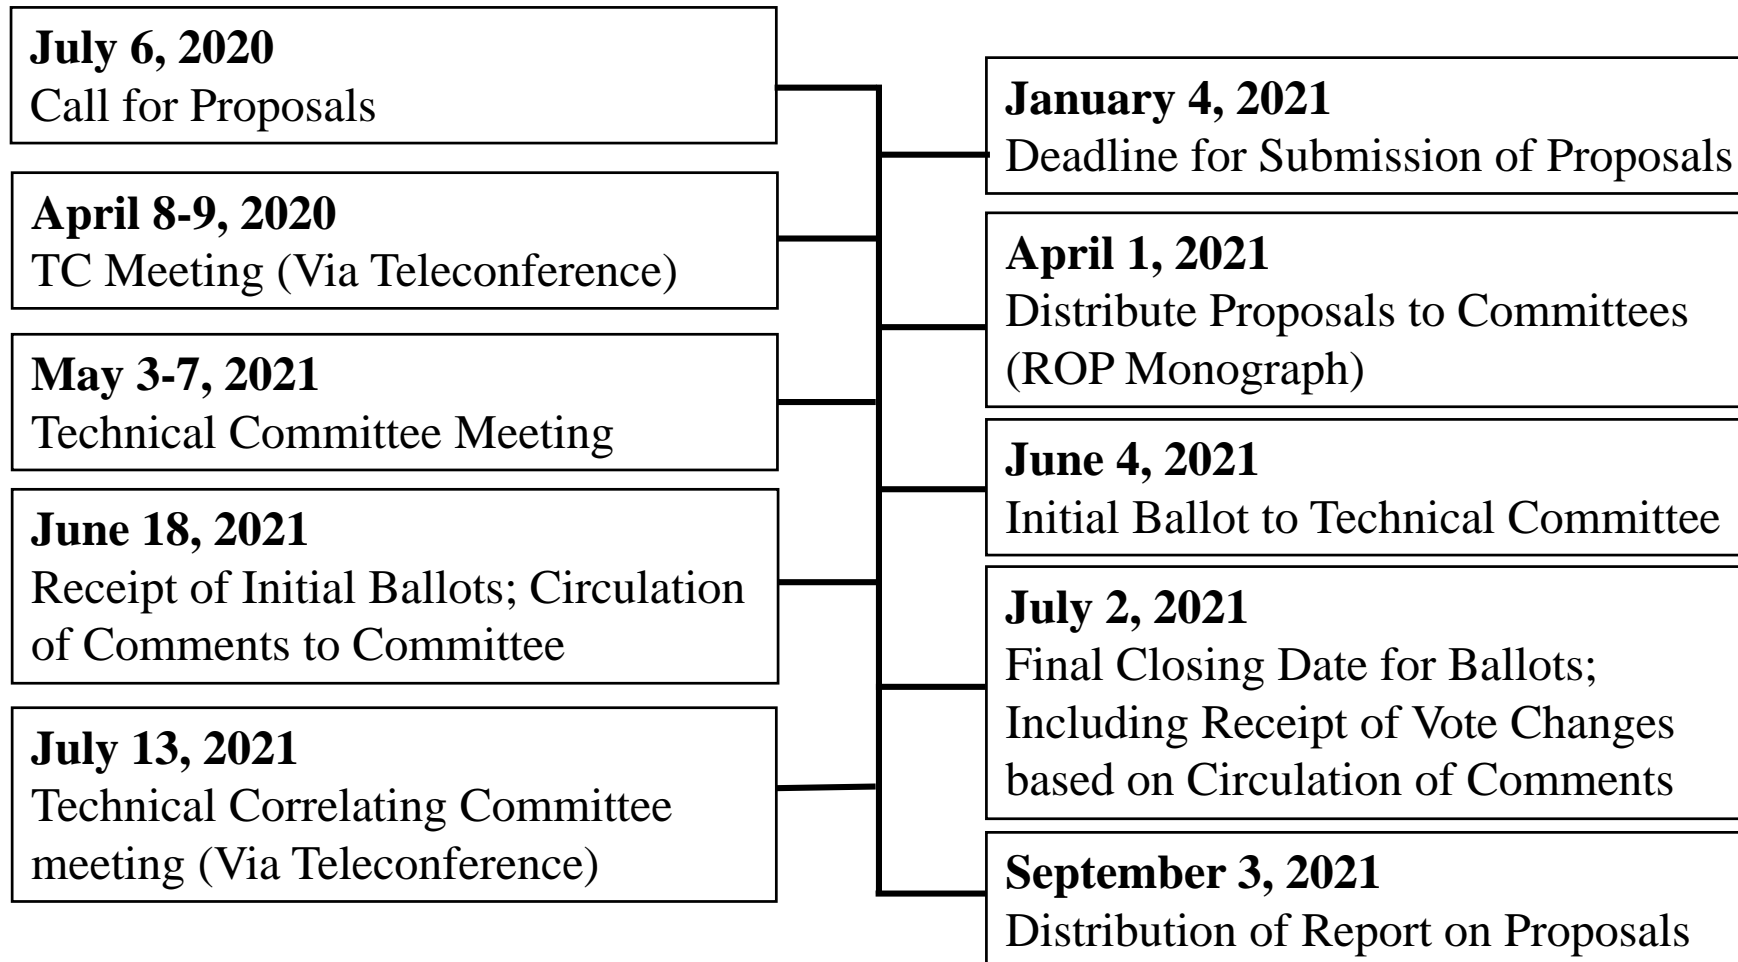 July 6, 2020
Call for Proposals
January 4, 2021
Deadline for Submission of Proposals
April 8-9, 2020
TC Meeting (Via Teleconference)
April 1, 2021
Distribute Proposals to Committees
(ROP Monograph)
May 3-7, 2021
Technical Committee Meeting
June 4, 2021
Initial Ballot to Technical Committee
June 18, 2021
Receipt of Initial Ballots; Circulation
of Comments to Committee
July 2, 2021
Final Closing Date for Ballots;
Including Receipt of Vote Changes
based on Circulation of Comments
July 13, 2021
Technical Correlating Committee
meeting (Via Teleconference)
September 3, 2021
Distribution of Report on Proposals